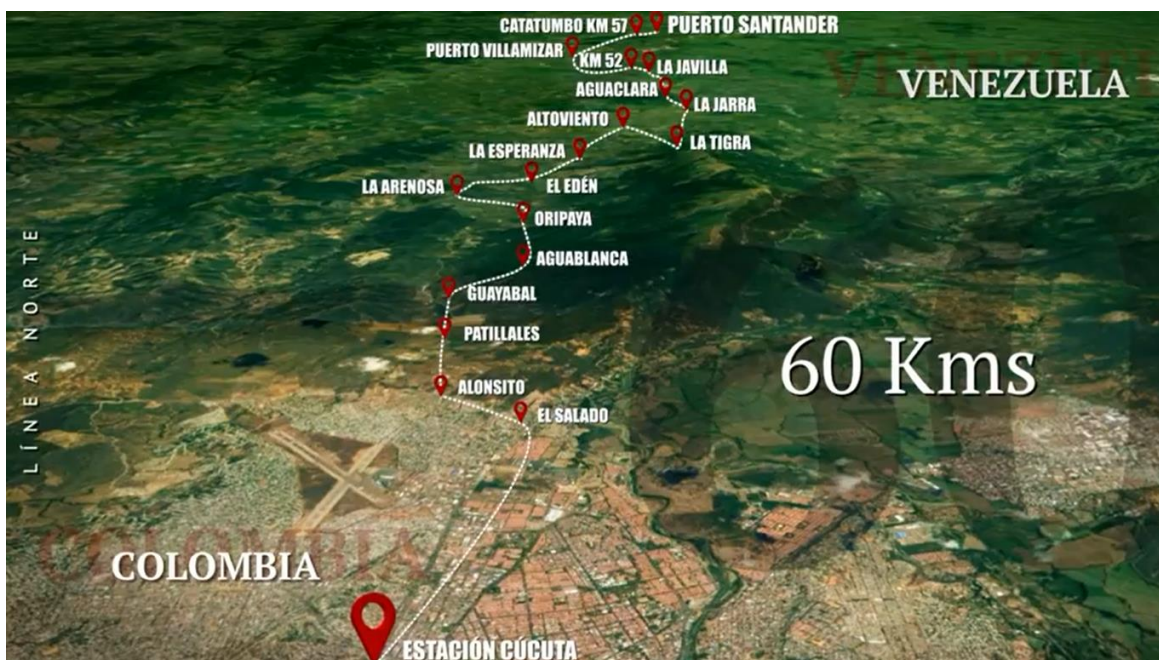 CATATUMBO KM 57
PUERTO SANTANDER
PUERTO VILLAMIZAR
KM 52
LA JAVILLA
VENEZUELA
AGUACLARA
LA JARRA
ALTOVIENTO
LA TIGRA
LA ESPERANZA
LA ARENOSA
EL EDÉN
ORIPAYA
LÍNEA NORTE
AGUABLANCA
GUAYABAL
PATILLALES
60 Kms
ALONSITO
EL SALADO
COLOMBIA
COLOMBIA
ESTACIÓN CÚCUTA